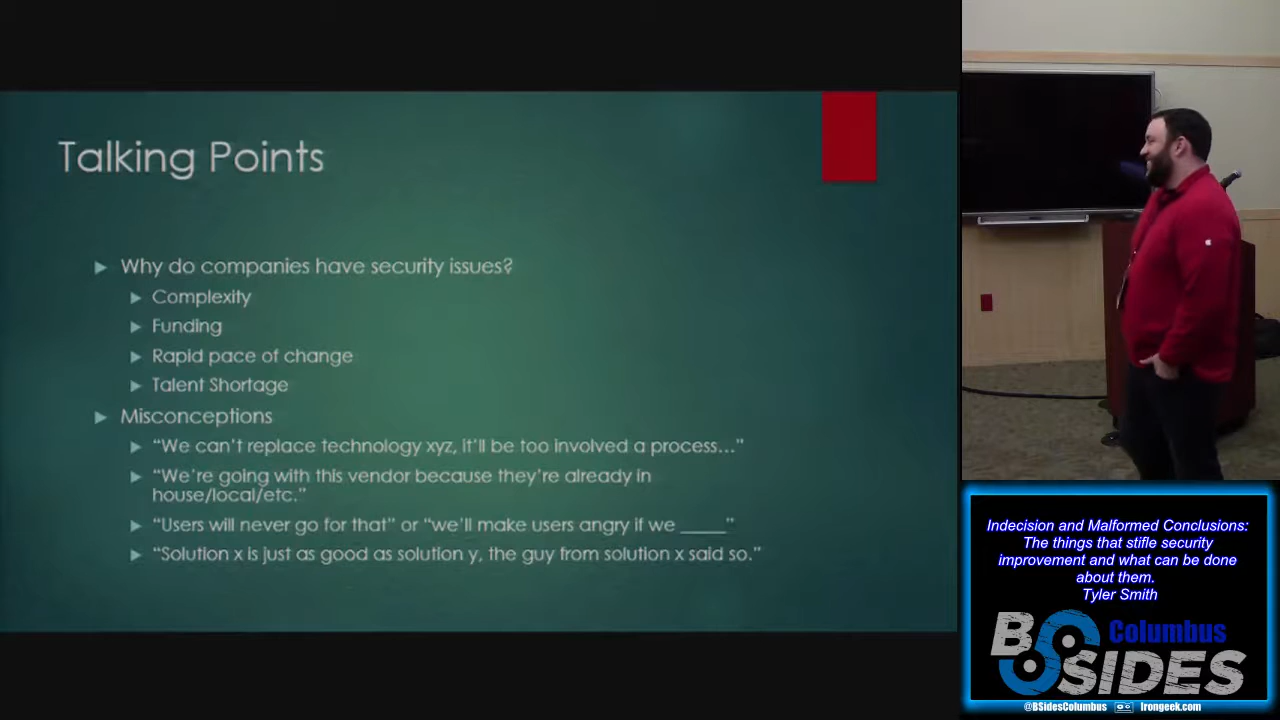 Talking Points
Why do companies have security issues?
Complexity
Funding
Rapid pace of change
Talent Shortage
Misconceptions
“We can’t replace technology xyz, it’ll be too involved a process…”
“We’re going with this vendor because they’re already in
house/local/etc.”
“Users will never go for that” or “we’ll make users angry if we _____”
“Solution x is just as good as solution y, the guy from solution x said so.”
Indecision and Malformed Conclusions:
The things that stifle security
improvement and what can be done
about them.
Tyler Smith
BSIDES Columbus
@BSidesColumbus Irongeek.com